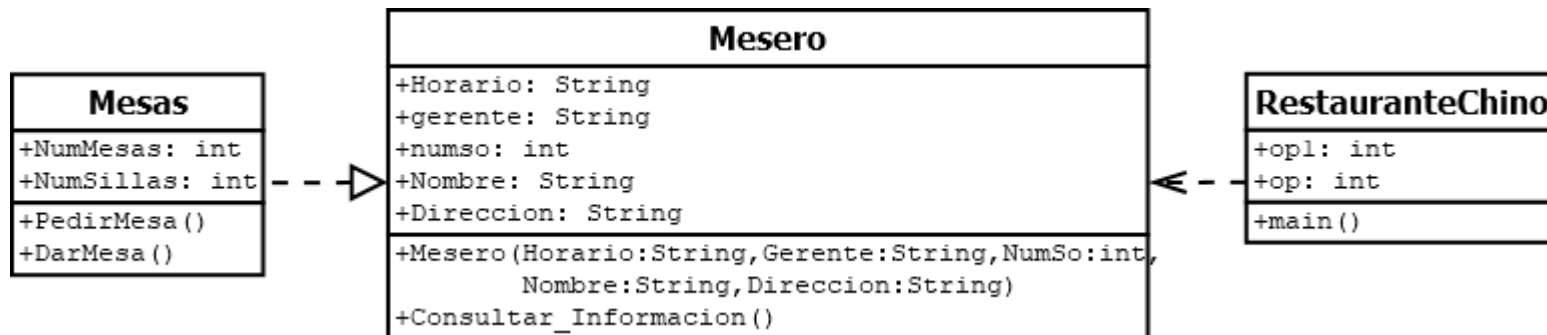 Mesas
+NumMesas: int
+NumSillas: int
+PedirMesa()
+DarMesa()
Mesero
+Horario: String
+gerente: String
+numso: int
+Nombre: String
+Direccion: String
+Mesero(Horario:String,Gerente:String,NumSo:int,
Nombre:String,Direccion:String)
+Consultar_Informacion()
RestauranteChino
+op1: int
+op: int
+main()